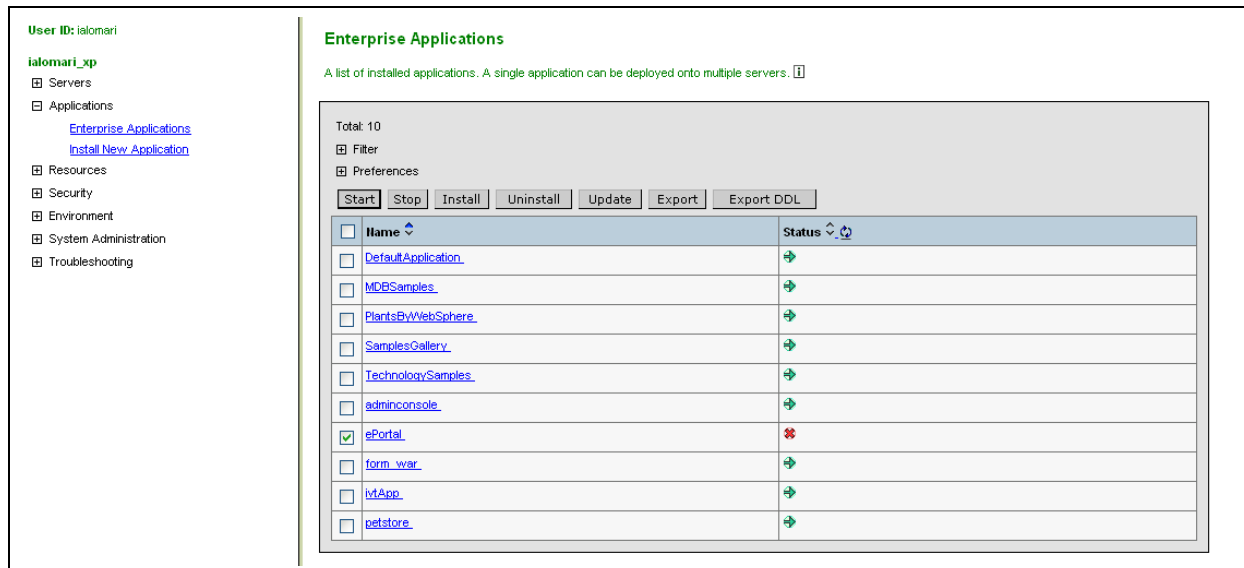 User ID: ialomari
ialomari_xp
Servers
Applications
Enterprise Applications
Install New Application
Resources
Security
Environment
System Administration
Troubleshooting
Enterprise Applications
A list of installed applications. A single application can be deployed onto multiple servers. i
Total: 10
Filter
Preferences
Start Stop Install Uninstall Update Export Export DDL
Name Status
DefaultApplication
MDBSamples
PlantsByWebSphere
SamplesGallery
TechnologySamples
adminconsole
ePortal
form_war
ivtApp
petstore